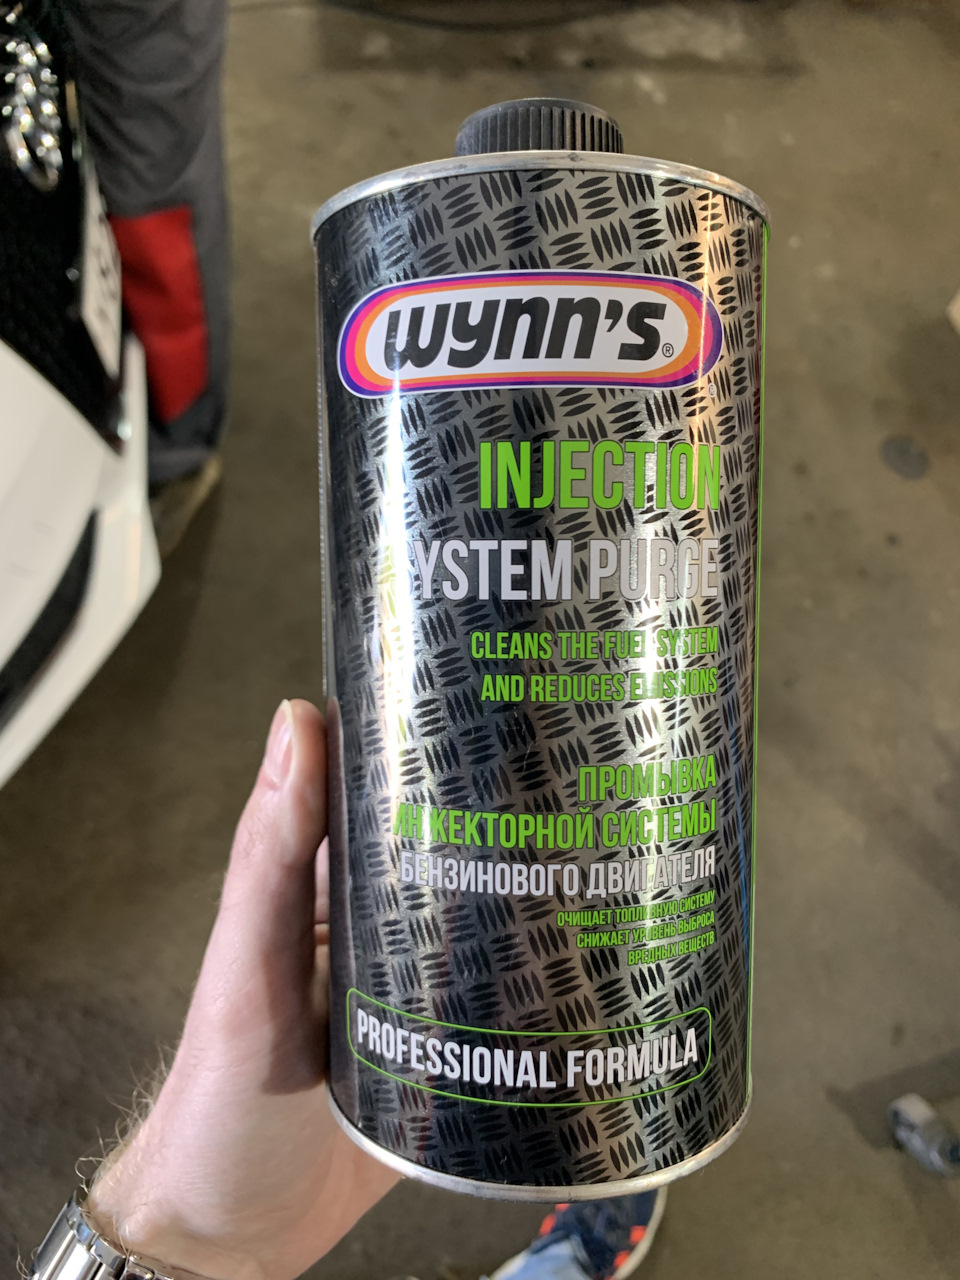 wynn's®
INJECTION
SYSTEM PURGE
CLEANS THE FUEL SYSTEM
AND REDUCES EMISSIONS
ПРОМЫВКА
ИНЖЕКТОРНОЙ СИСТЕМЫ
БЕНЗИНОВОГО ДВИГАТЕЛЯ
ОЧИЩАЕТ ТОПЛИВНУЮ СИСТЕМУ
СНИЖАЕТ УРОВЕНЬ ВЫБРОСА
ВРЕДНЫХ ВЕЩЕСТВ
PROFESSIONAL FORMULA